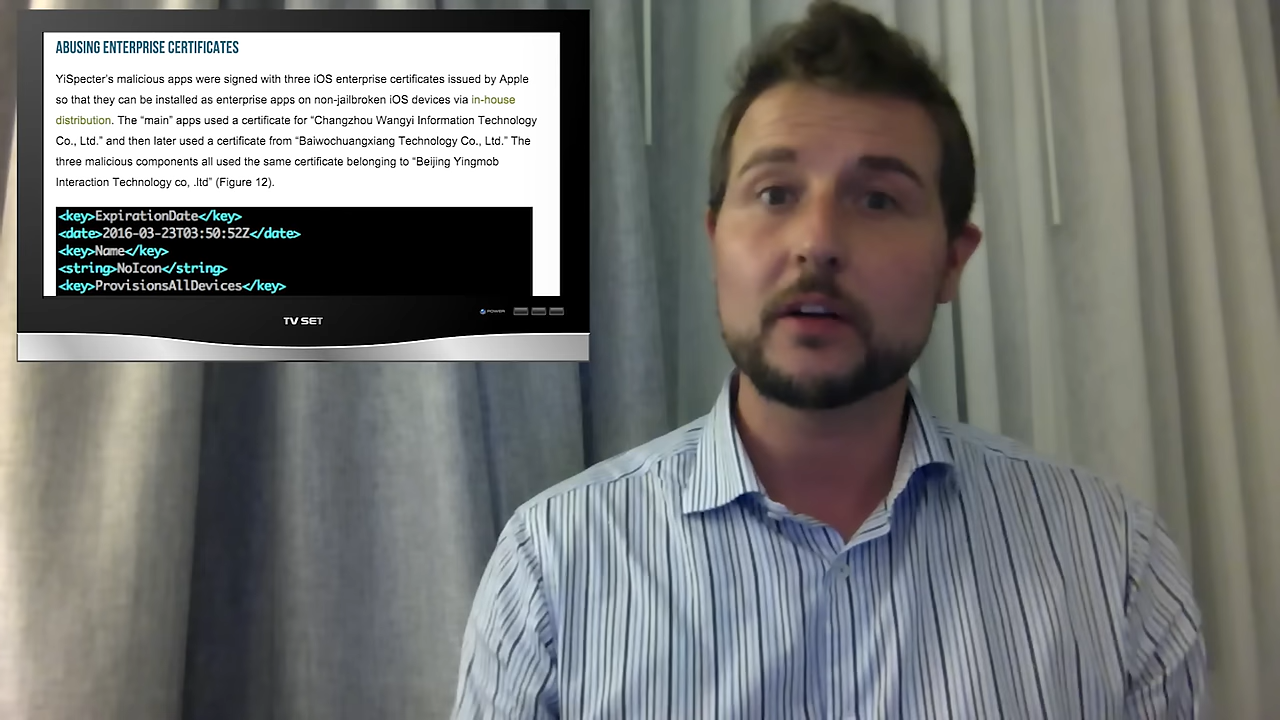 ABUSING ENTERPRISE CERTIFICATES
YiSpecter's malicious apps were signed with three iOS enterprise certificates issued by Apple
so that they can be installed as enterprise apps on non-jailbroken iOS devices via in-house
distribution. The “main” apps used a certificate for “Changzhou Wangyi Information Technology
Co., Ltd.” and then later used a certificate from “Baiwochuangxiang Technology Co., Ltd.” The
three malicious components all used the same certificate belonging to “Beijing Yingmob
Interaction Technology co, .ltd” (Figure 12).
<key>ExpirationDate</key>
<date>2016-03-23T03:50:52Z</date>
<key>Name</key>
<string>NoIcon</string>
<key>ProvisionsAllDevices</key>
POWER
TV SET